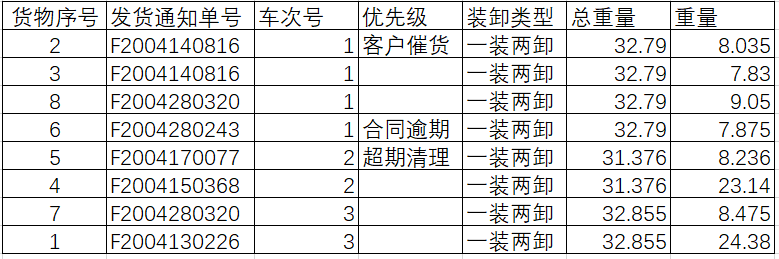 货物序号 发货通知单号 车次号 优先级 装卸类型 总重量 重量
2 F2004140816 1 客户催货 一装两卸 32.79 8.035
3 F2004140816 1 一装两卸 32.79 7.83
8 F2004280320 1 一装两卸 32.79 9.05
6 F2004280243 1 合同逾期 一装两卸 32.79 7.875
5 F2004170077 2 超期清理 一装两卸 31.376 8.236
4 F2004150368 2 一装两卸 31.376 23.14
7 F2004280320 3 一装两卸 32.855 8.475
1 F2004130226 3 一装两卸 32.855 24.38